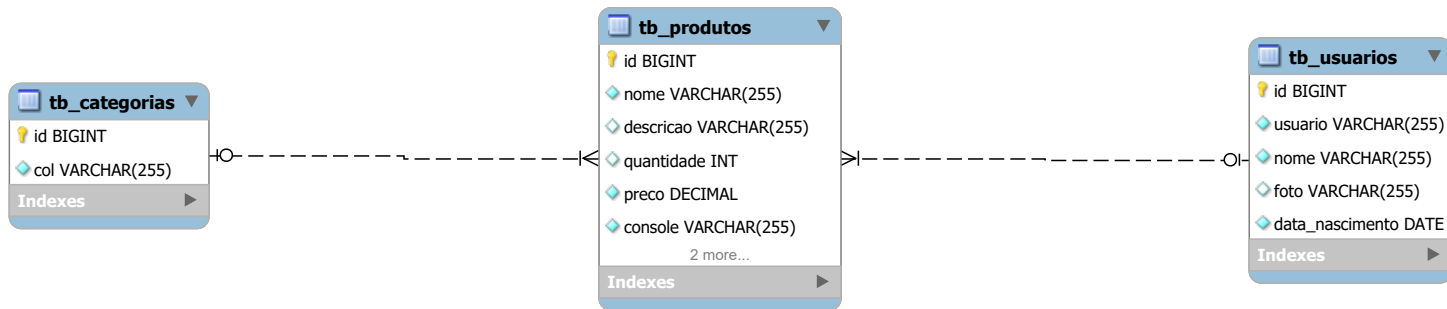 tb_categorias
id BIGINT
col VARCHAR(255)
Indexes
tb_produtos
id BIGINT
nome VARCHAR(255)
descricao VARCHAR(255)
quantidade INT
preco DECIMAL
console VARCHAR(255)
2 more...
Indexes
tb_usuarios
id BIGINT
usuario VARCHAR(255)
nome VARCHAR(255)
foto VARCHAR(255)
data_nascimento DATE
Indexes